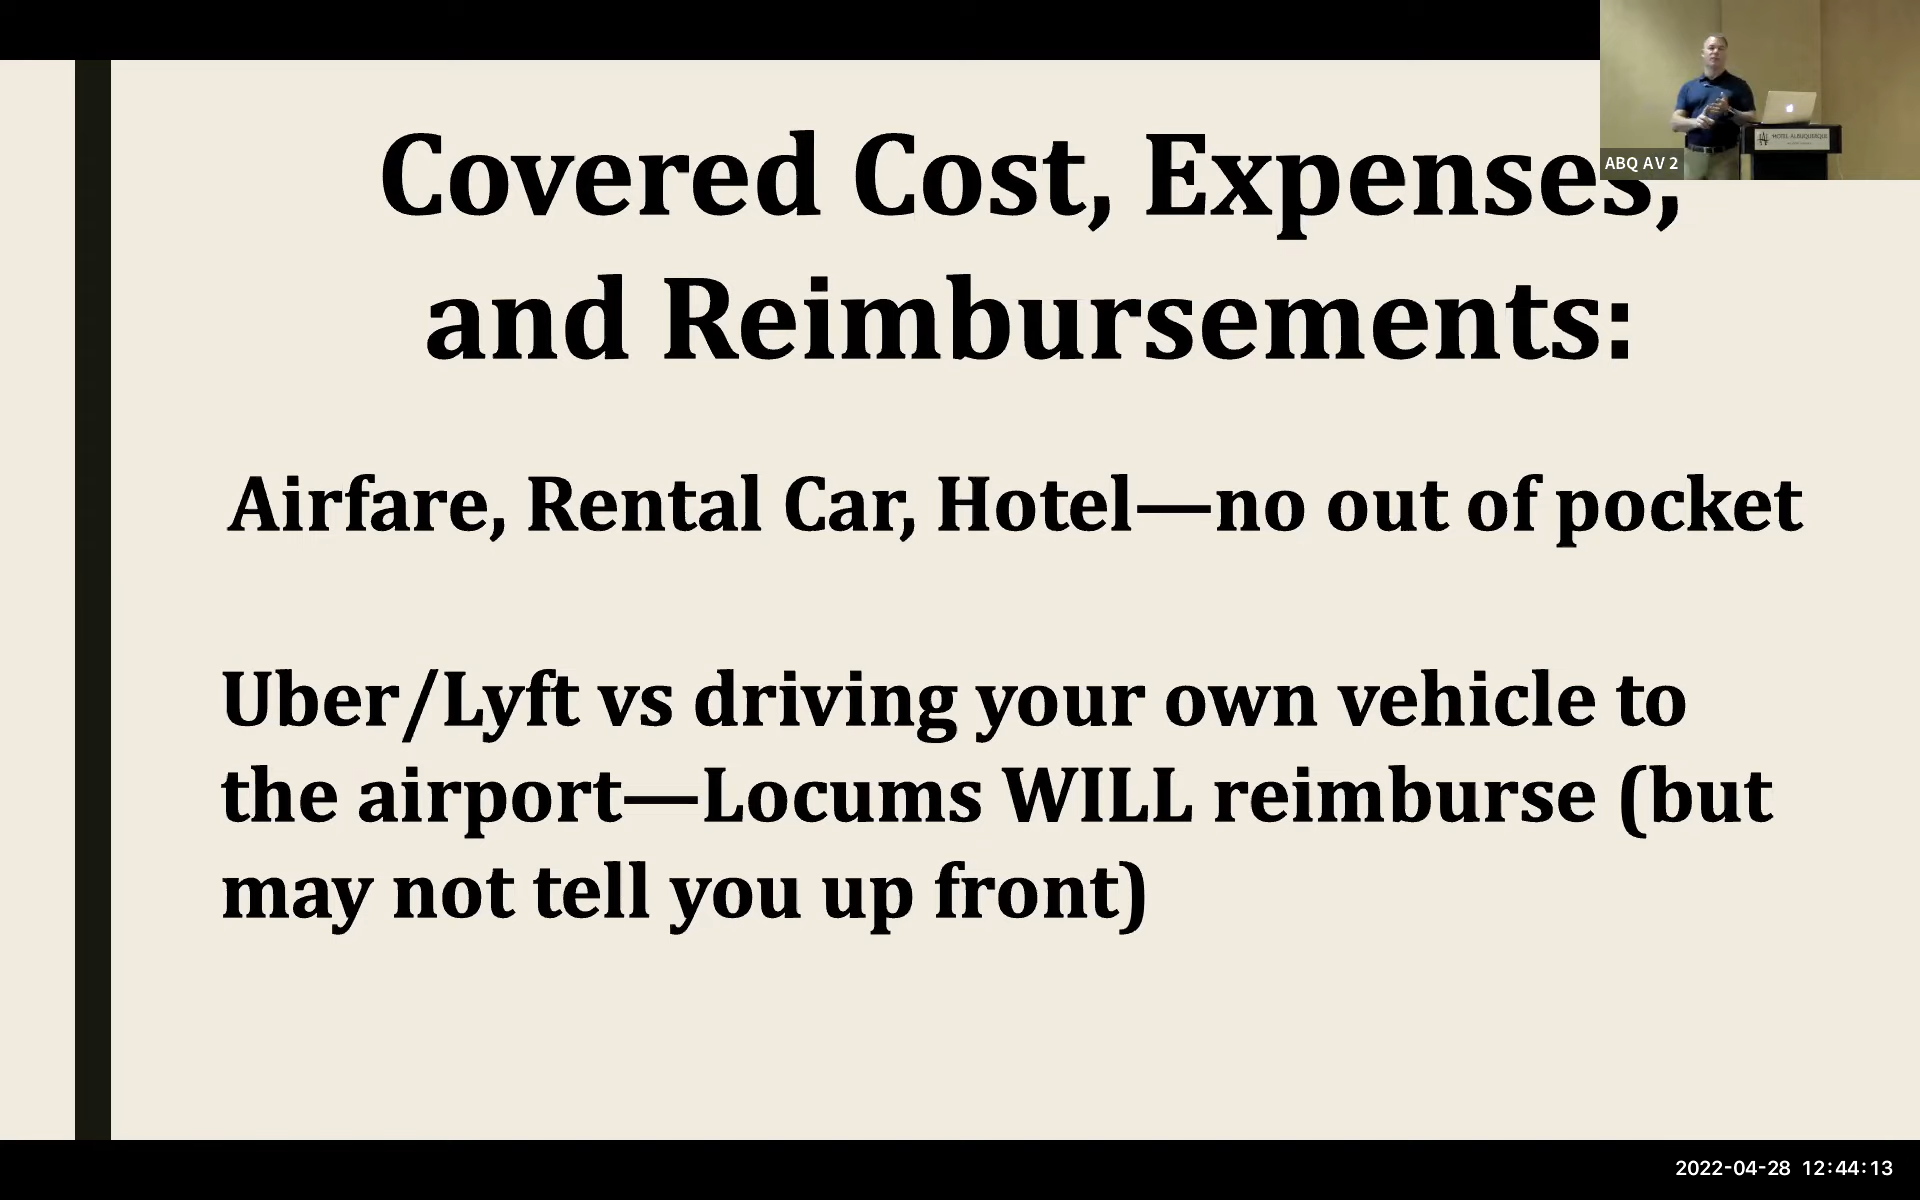 Covered Cost, Expenses,
and Reimbursements:
Airfare, Rental Car, Hotel—no out of pocket
Uber/Lyft vs driving your own vehicle to
the airport—Locums WILL reimburse (but
may not tell you up front)
HOTEL ALBUQUERQUE
ABQ AV 2
2022-04-28 12:44:13